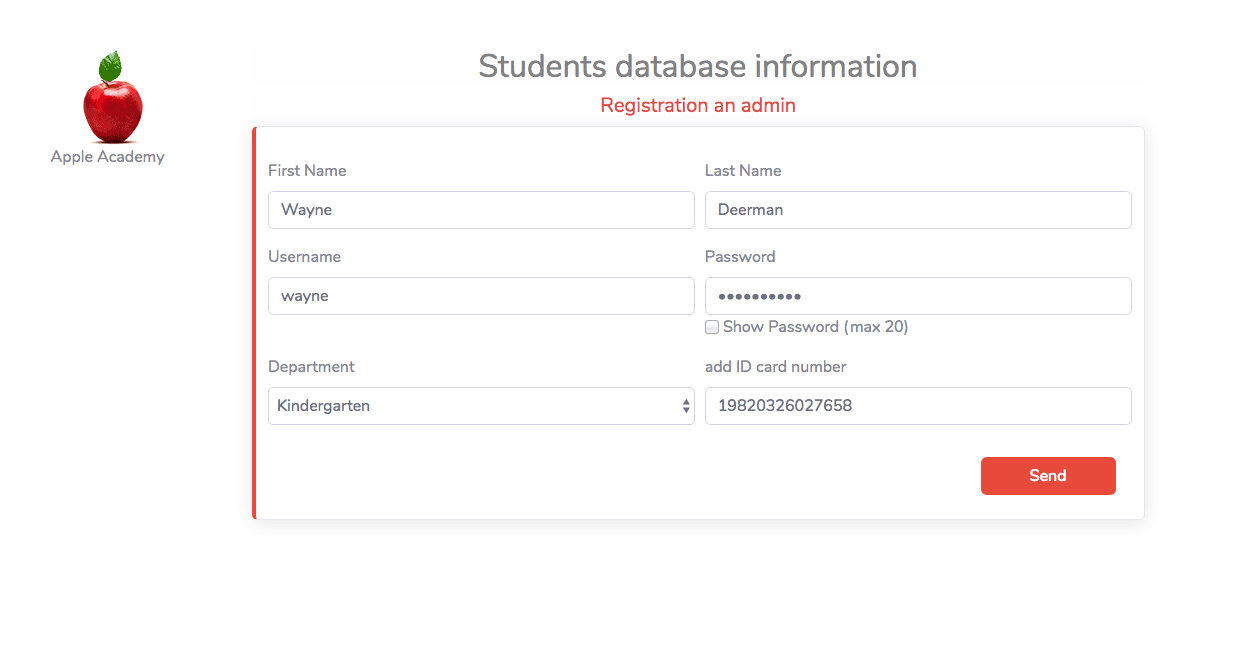 Students database information
Registration an admin
Apple Academy
First Name
Last Name
Wayne
Deerman
Username
Password
wayne
••••••••••
Show Password (max 20)
Department
add ID card number
Kindergarten
19820326027658
Send